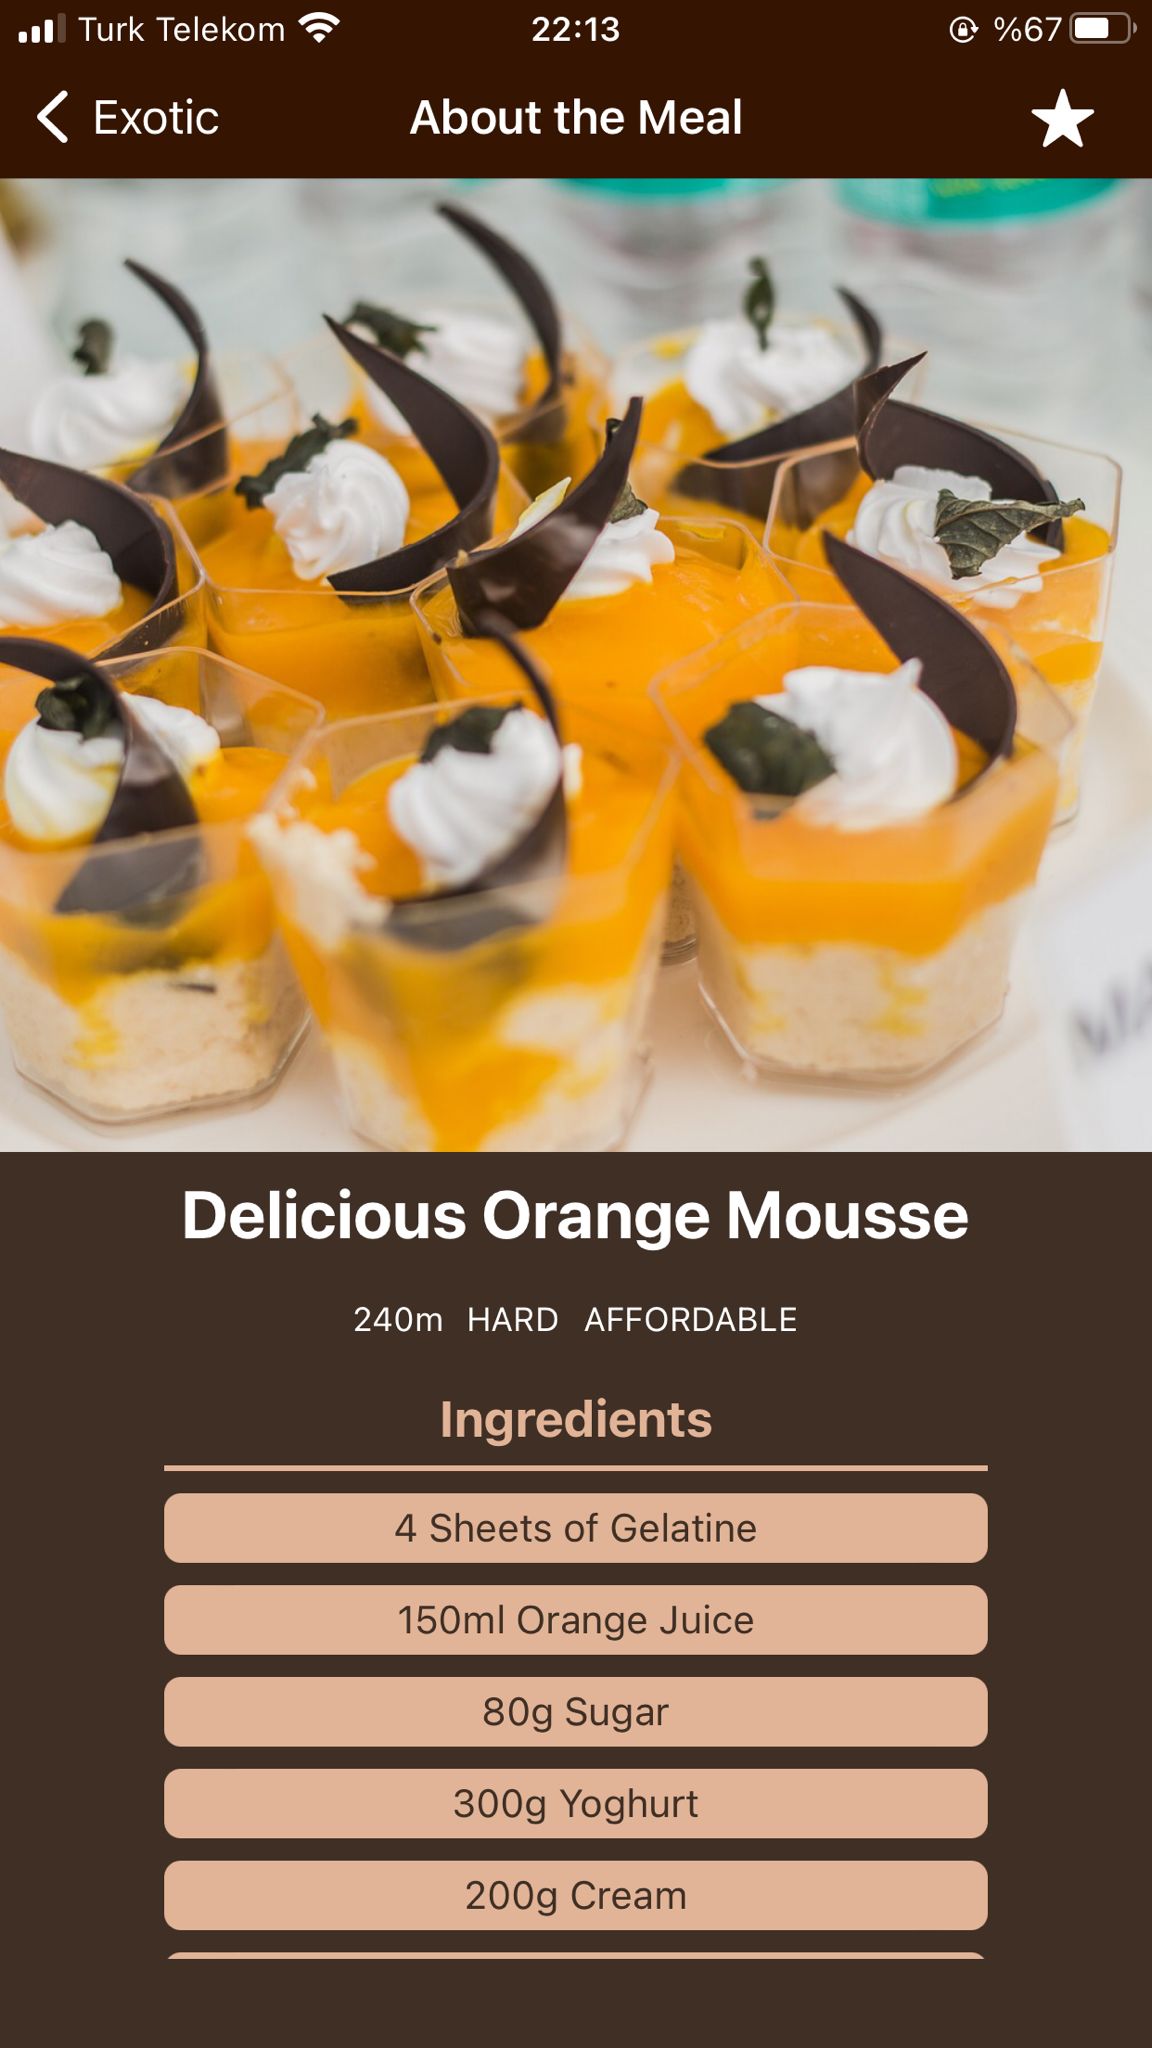 Turk Telekom
22:13
%67
Exotic
About the Meal
Delicious Orange Mousse
240m HARD AFFORDABLE
Ingredients
4 Sheets of Gelatine
150ml Orange Juice
80g Sugar
300g Yoghurt
200g Cream